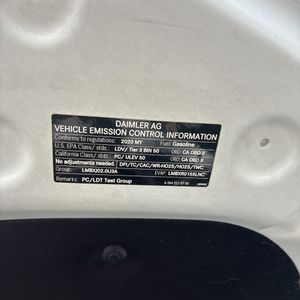 DAIMLER AG
VEHICLE EMISSION CONTROL INFORMATION
Conforms to regulations: 2020 MY Fuel: Gasoline
U.S. EPA Class/ stds. LDV/ Tier 3 BIN 50 OBD: CA OBD II
California Class/ stds. PC/ ULEV 50 OBD: CA OBD II
No adjustments needed. DFI/TC/CAC/WR-HO2S/HO2S/TWC
Group: LMBXJ02.0U3A EVAP: LMBXR0155LNC
Remarks: PC/LDT Test Group